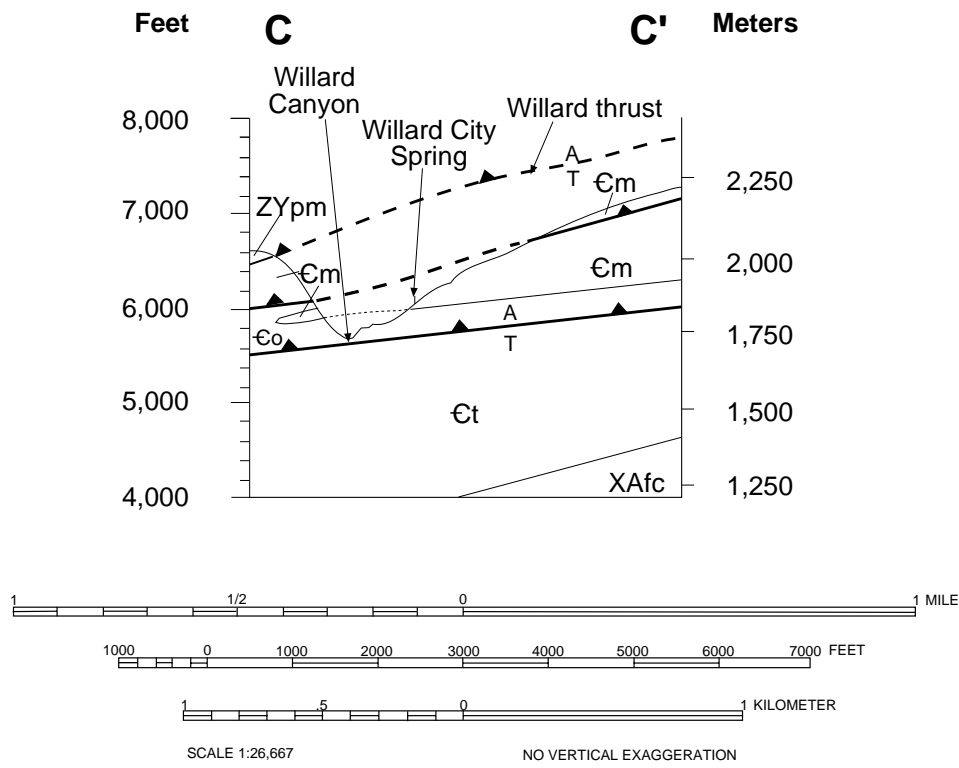 Feet C C' Meters
Willard
Canyon
Willard City
Spring
Willard thrust
8,000
7,000
6,000
5,000
4,000
2,250
2,000
1,750
1,500
1,250
A
T
ZYpm
Ꞓm
Ꞓm
Ꞓm
Ꞓm
Ꞓo
A
T
Ꞓt
XAfc
1 1/2 0 1 MILE
1000 0 1000 2000 3000 4000 5000 6000 7000 FEET
1 .5 0 1 KILOMETER
SCALE 1:26,667 NO VERTICAL EXAGGERATION